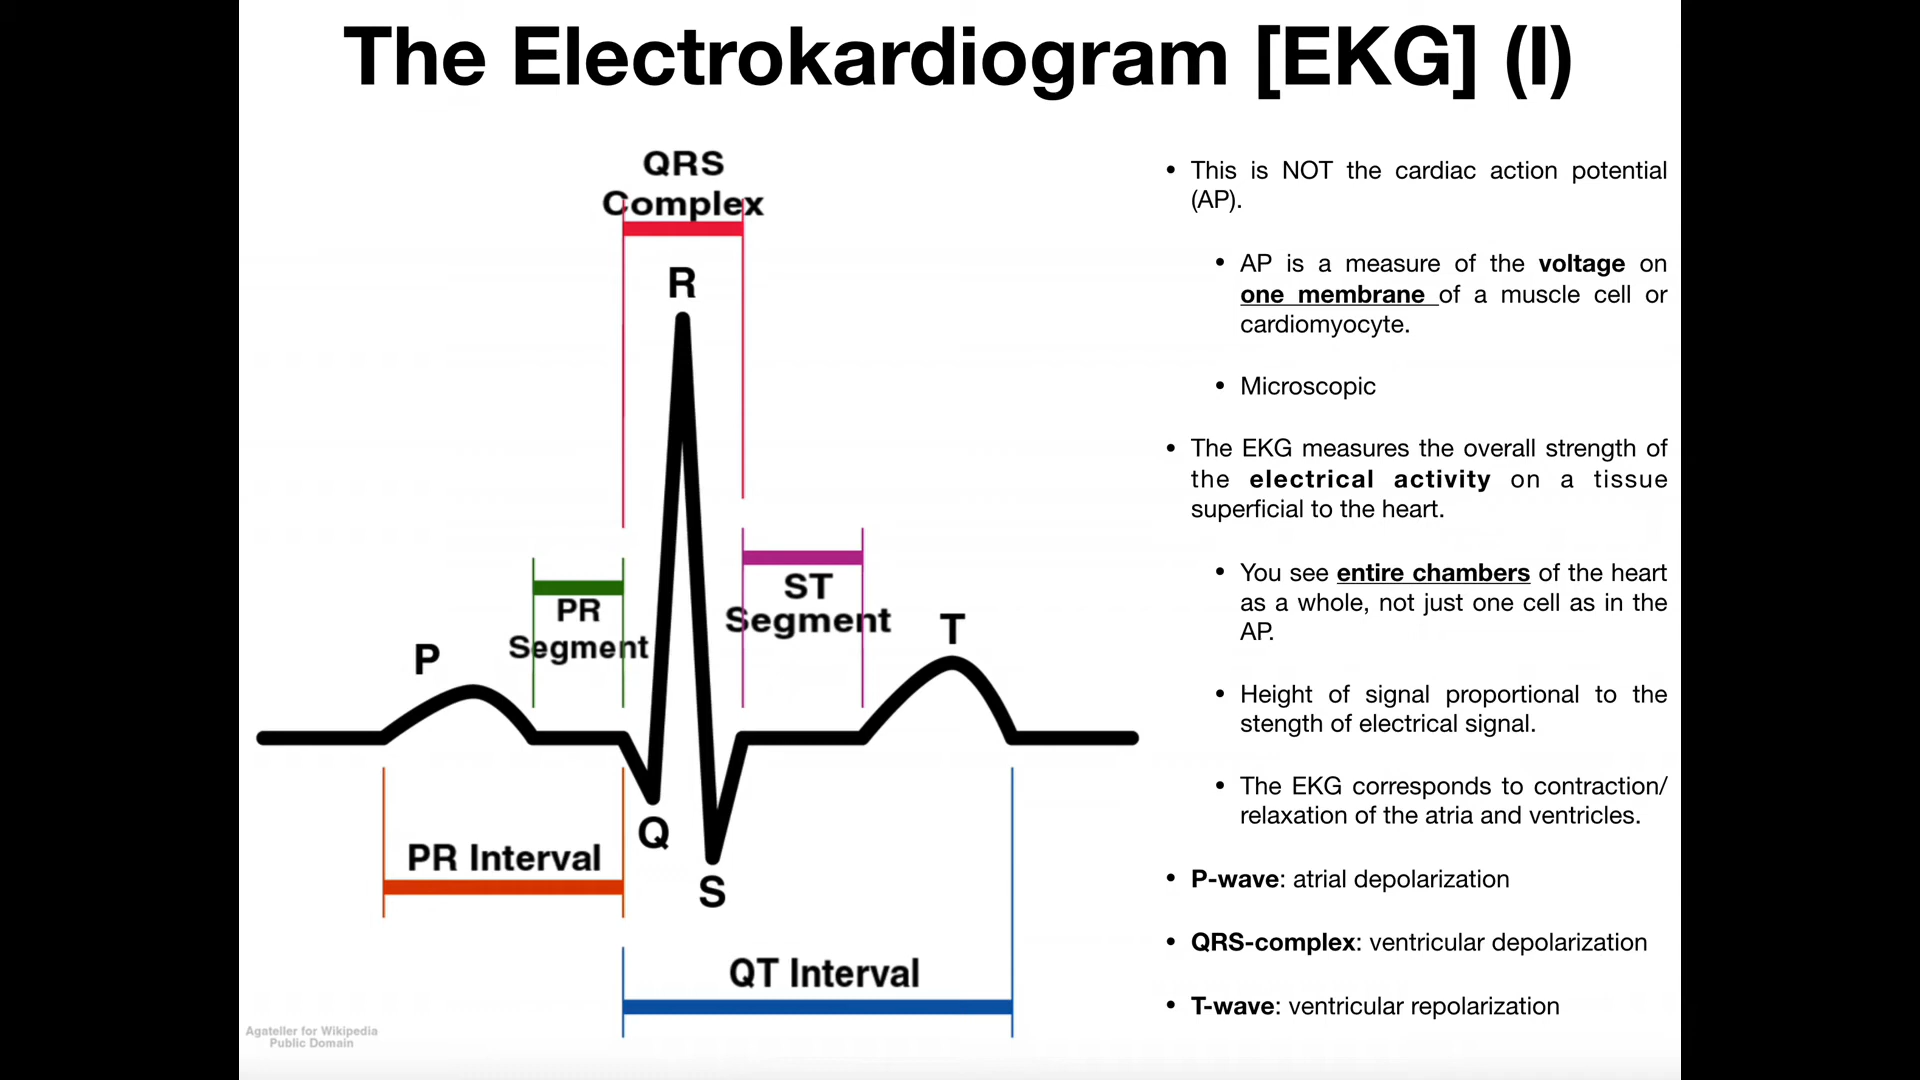 The Electrokardiogram [EKG] (I)
QRS
Complex
R
PR
Segment
ST
Segment
P
T
Q
S
PR Interval
QT Interval
Agateller for Wikipedia
Public Domain
• This is NOT the cardiac action potential
(AP).
• AP is a measure of the voltage on
one membrane of a muscle cell or
cardiomyocyte.
• Microscopic
• The EKG measures the overall strength of
the electrical activity on a tissue
superficial to the heart.
• You see entire chambers of the heart
as a whole, not just one cell as in the
AP.
• Height of signal proportional to the
stength of electrical signal.
• The EKG corresponds to contraction/
relaxation of the atria and ventricles.
• P-wave: atrial depolarization
• QRS-complex: ventricular depolarization
• T-wave: ventricular repolarization